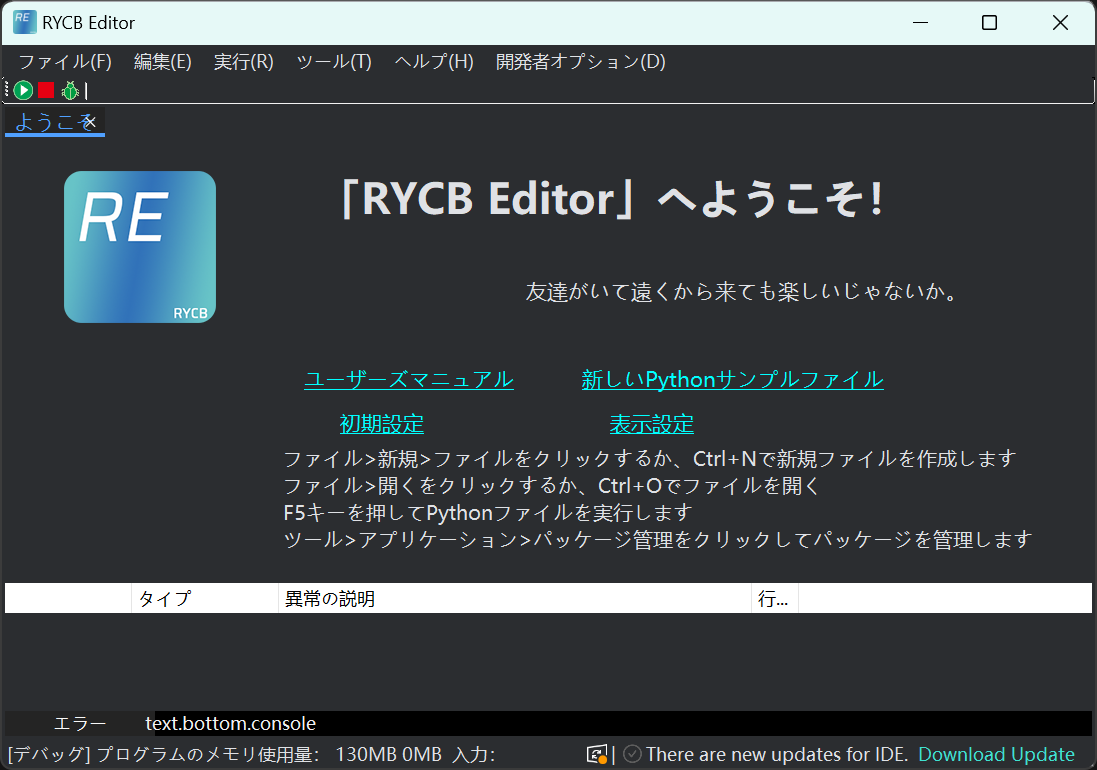 RE RYCB Editor
ファイル(F) 編集(E) 実行(R) ツール(T) ヘルプ(H) 開発者オプション(D)
ようこそ
RE
RYCB
「RYCB Editor」へようこそ!
友達がいて遠くから来ても楽しいじゃないか。
ユーザーズマニュアル 新しいPythonサンプルファイル
初期設定 表示設定
ファイル>新規>ファイルをクリックするか、Ctrl+Nで新規ファイルを作成します
ファイル>開くをクリックするか、Ctrl+Oでファイルを開く
F5キーを押してPythonファイルを実行します
ツール>アプリケーション>パッケージ管理をクリックしてパッケージを管理します
タイプ 異常の説明 行...
エラー text.bottom.console
[デバッグ] プログラムのメモリ使用量: 130MB 0MB 入力: There are new updates for IDE. Download Update